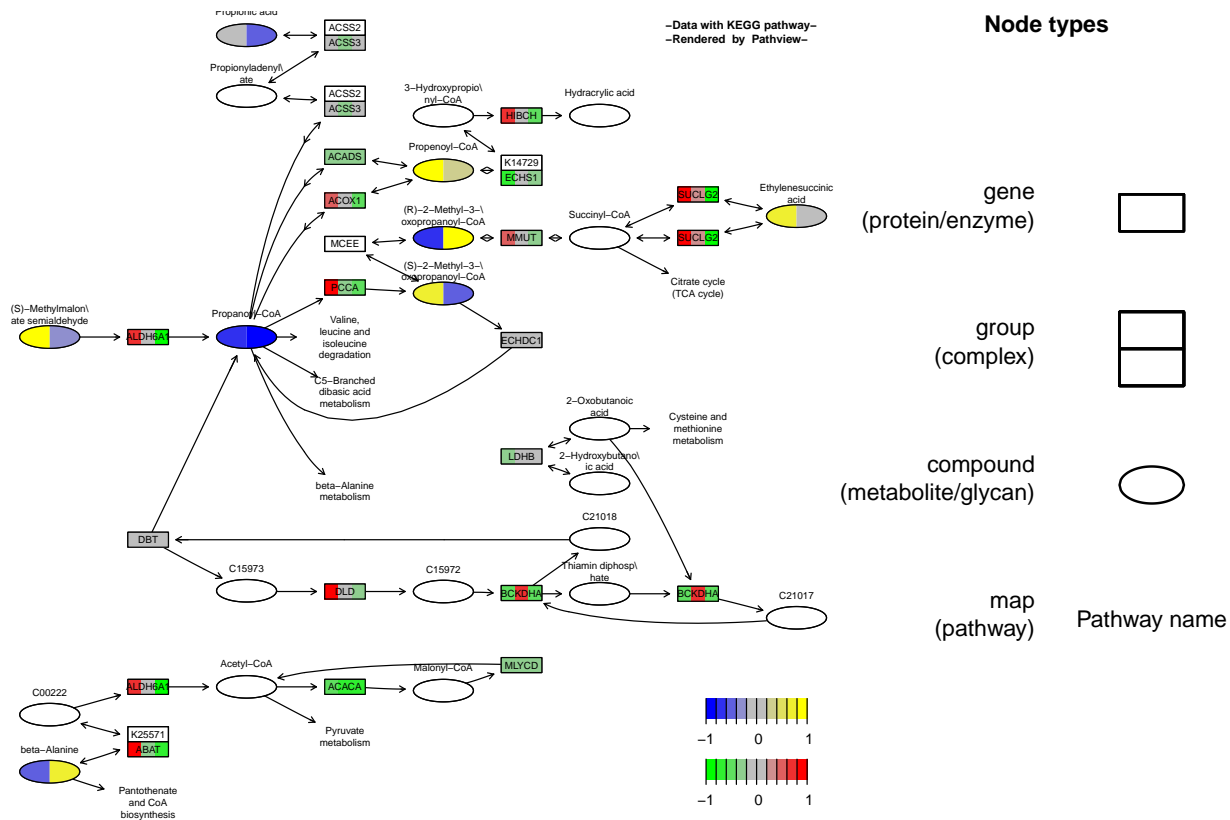 Propionic acid
ACSS2
ACSS3
−Data with KEGG pathway−
−Rendered by Pathview−
Node types
Propionyladenyl\
ate
ACSS2
ACSS3
3−Hydroxypropio\
nyl−CoA
Hydracrylic acid
HIBCH
Propenoyl−CoA
ACADS
K14729
ECHS1
ACOX1
SUCLG2
Ethylenesuccinic
acid
gene
(protein/enzyme)
(R)−2−Methyl−3−\
oxopropanoyl−CoA
Succinyl−CoA
MCEE
MMUT
SUCLG2
(S)−2−Methyl−3−\
oxopropanoyl−CoA
Citrate cycle
(TCA cycle)
PCCA
(S)−Methylmalon\
ate semialdehyde
Propanoyl−CoA
ALDH6A1
Valine,
leucine and
isoleucine
degradation
ECHDC1
group
(complex)
C5−Branched
dibasic acid
metabolism
2−Oxobutanoic
acid
Cysteine and
methionine
metabolism
LDHB
2−Hydroxybutano\
ic acid
compound
(metabolite/glycan)
beta−Alanine
metabolism
C21018
DBT
C15973
C15972
Thiamin diphosp\
hate
DLD
BCKDHA
BCKDHA
C21017
map
(pathway)
Pathway name
Acetyl−CoA
Malonyl−CoA
MLYCD
C00222
ALDH6A1
ACACA
K25571
ABAT
Pyruvate
metabolism
beta−Alanine
Pantothenate
and CoA
biosynthesis
−1 0 1
−1 0 1